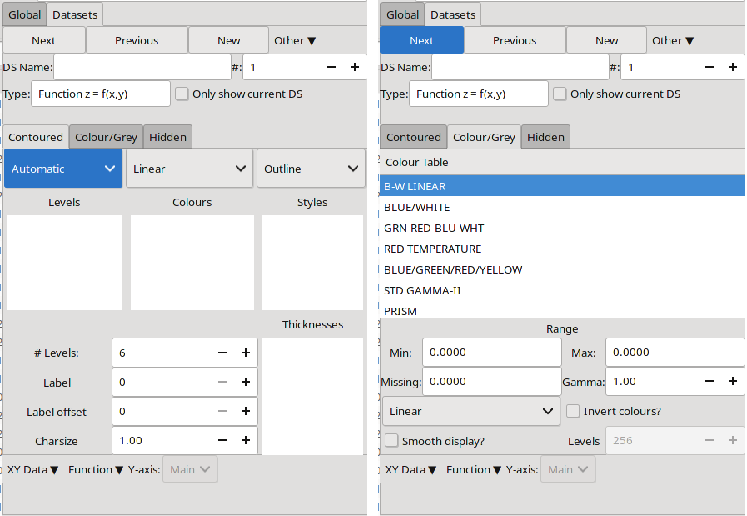 Global Datasets
Next Previous New Other ▼
DS Name: #: 1 − +
Type: Function z = f(x,y) Only show current DS
Contoured Colour/Grey Hidden
Automatic Linear Outline
Levels Colours Styles
Thicknesses
# Levels: 6 − +
Label 0 − +
Label offset 0 − +
Charsize 1.00 − +
XY Data ▼ Function ▼ Y-axis: Main
Global Datasets
Next Previous New Other ▼
DS Name: #: 1 − +
Type: Function z = f(x,y) Only show current DS
Contoured Colour/Grey Hidden
Colour Table
B-W LINEAR
BLUE/WHITE
GRN-RED-BLU-WHT
RED TEMPERATURE
BLUE/GREEN/RED/YELLOW
STD GAMMA-II
PRISM
Range
Min: 0.0000 Max: 0.0000
Missing: 0.0000 Gamma: 1.00 − +
Linear Invert colours?
Smooth display? Levels 256 − +
XY Data ▼ Function ▼ Y-axis: Main